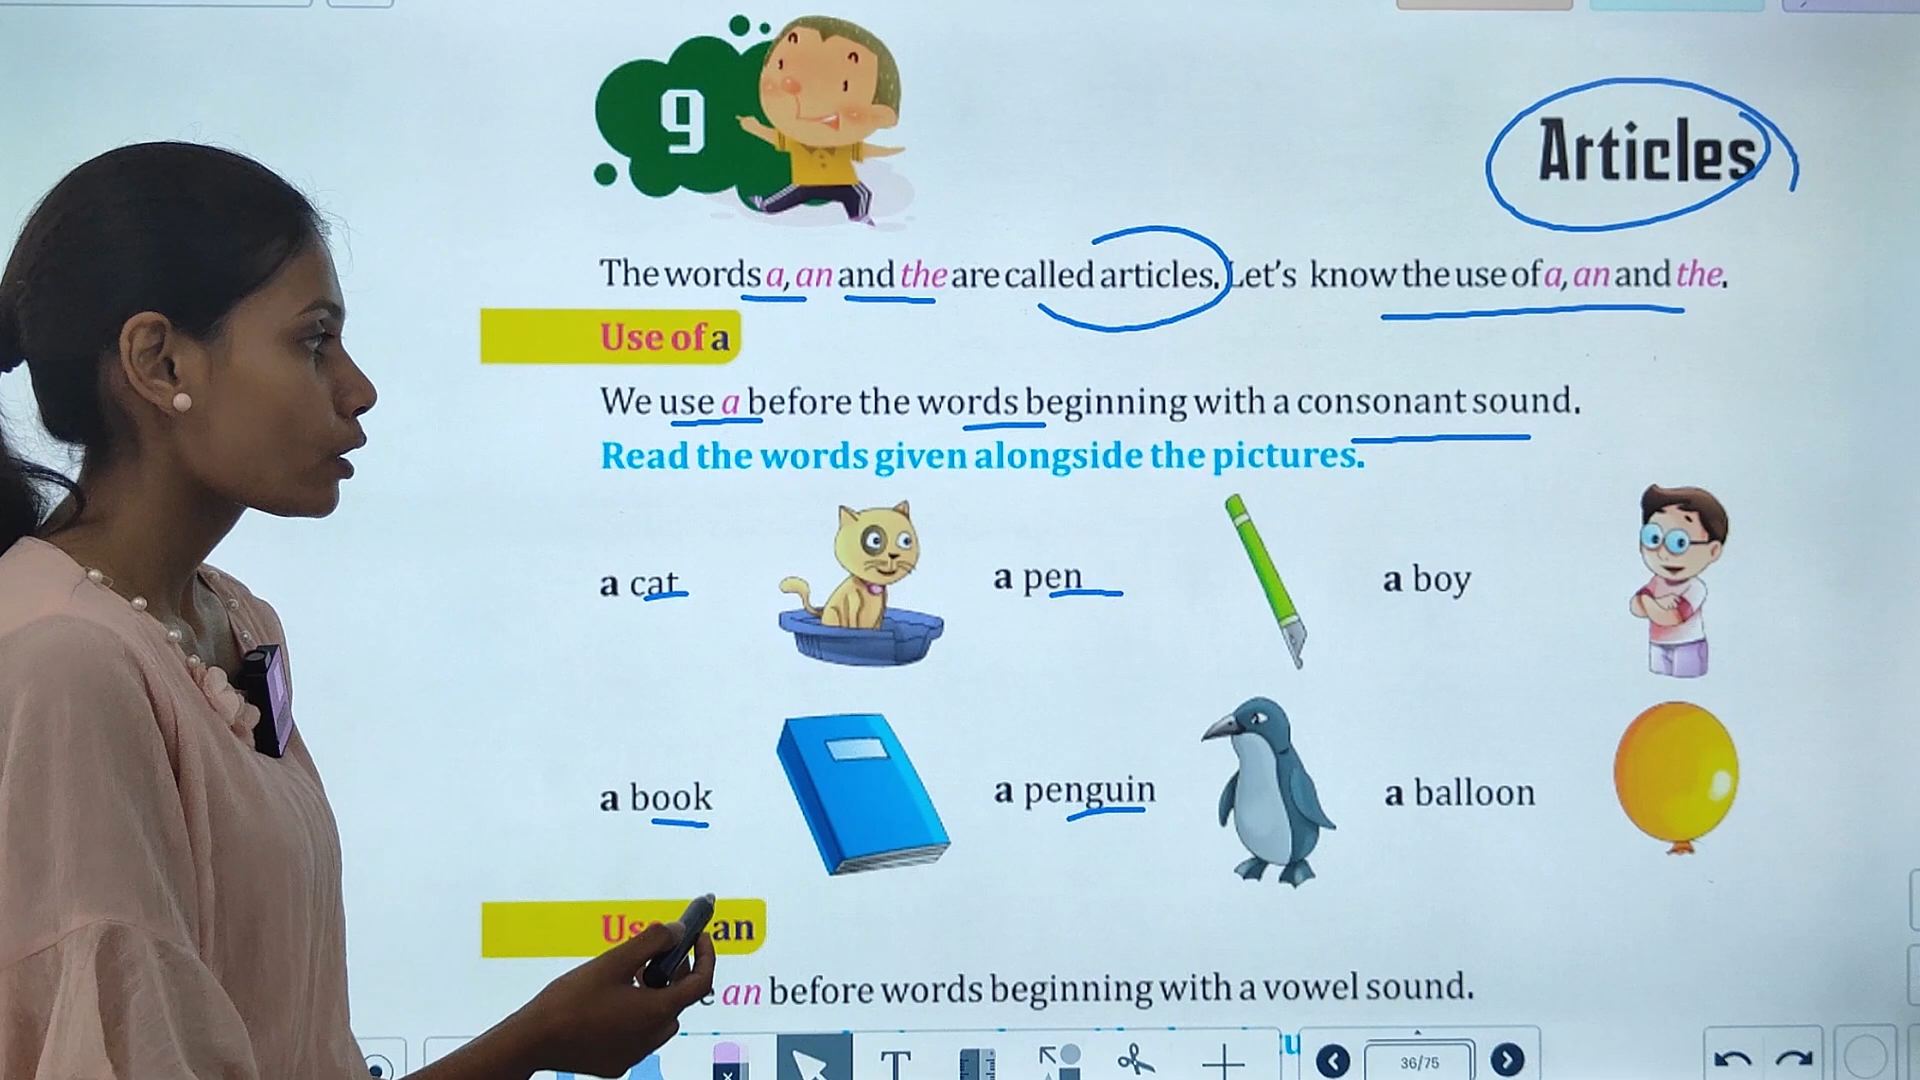 9
Articles
The words a, an and the are called articles. Let's know the use of a, an and the.
Use of a
We use a before the words beginning with a consonant sound.
Read the words given alongside the pictures.
a cat
a pen
a boy
a book
a penguin
a balloon
an
an before words beginning with a vowel sound.
T
36/75